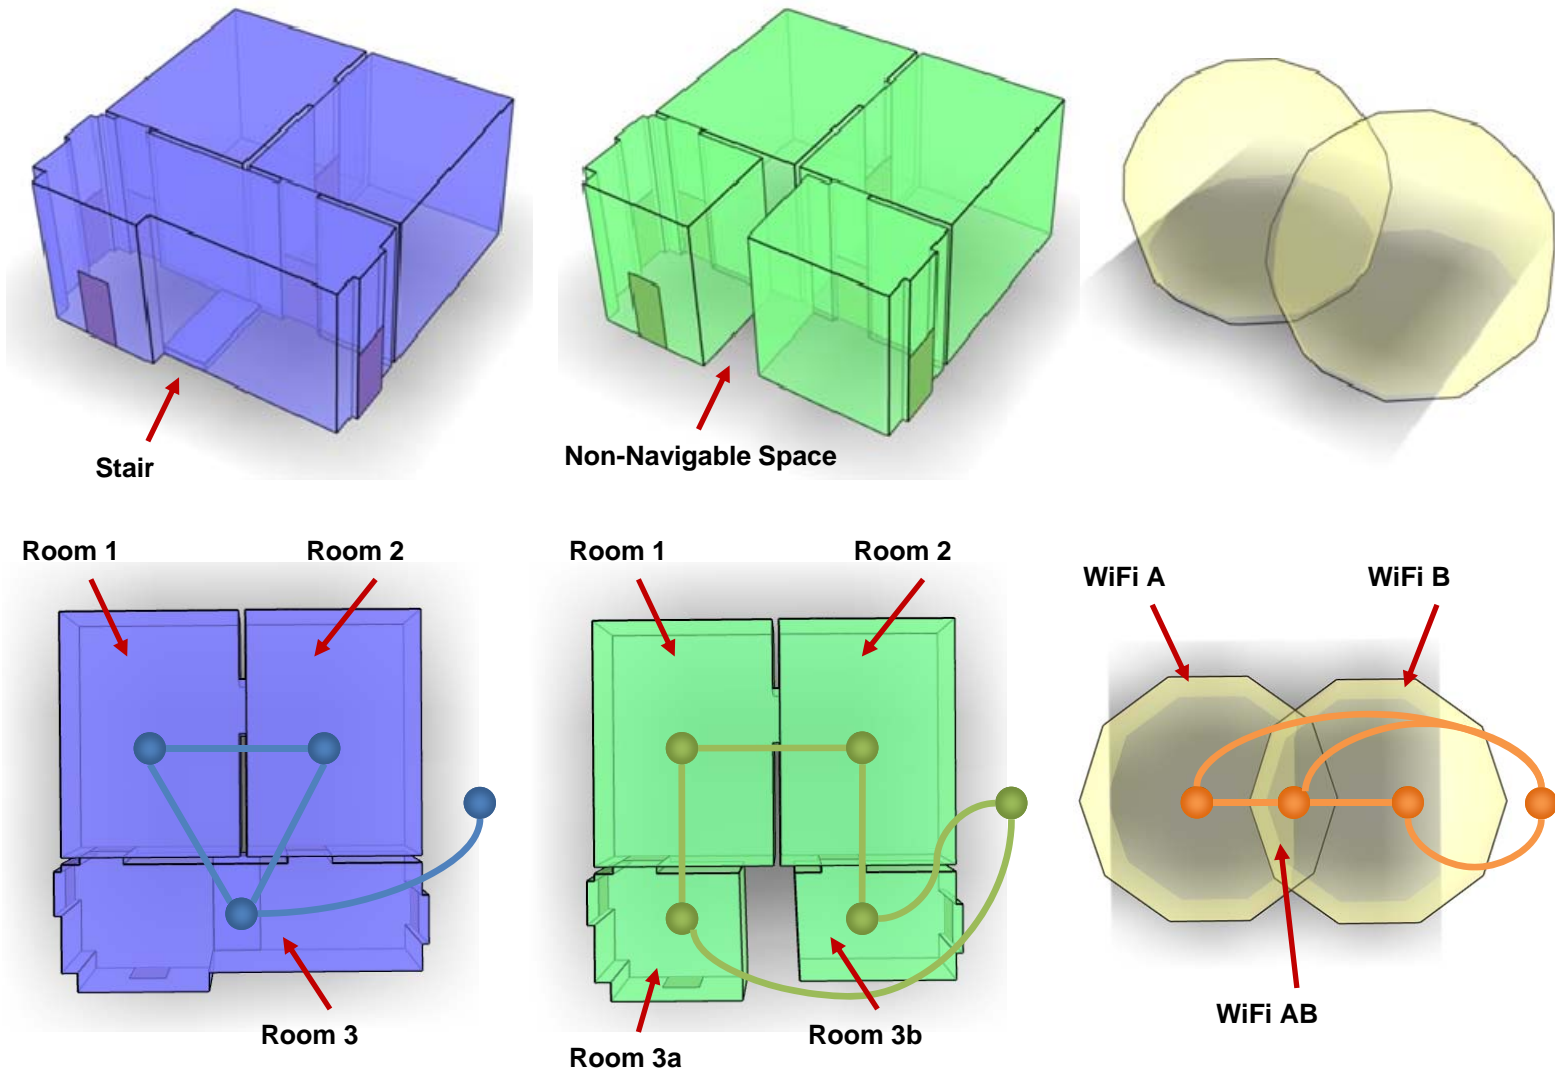 Stair
Non-Navigable Space
Room 1
Room 2
Room 1
Room 2
WiFi A
WiFi B
Room 3
Room 3a
Room 3b
WiFi AB